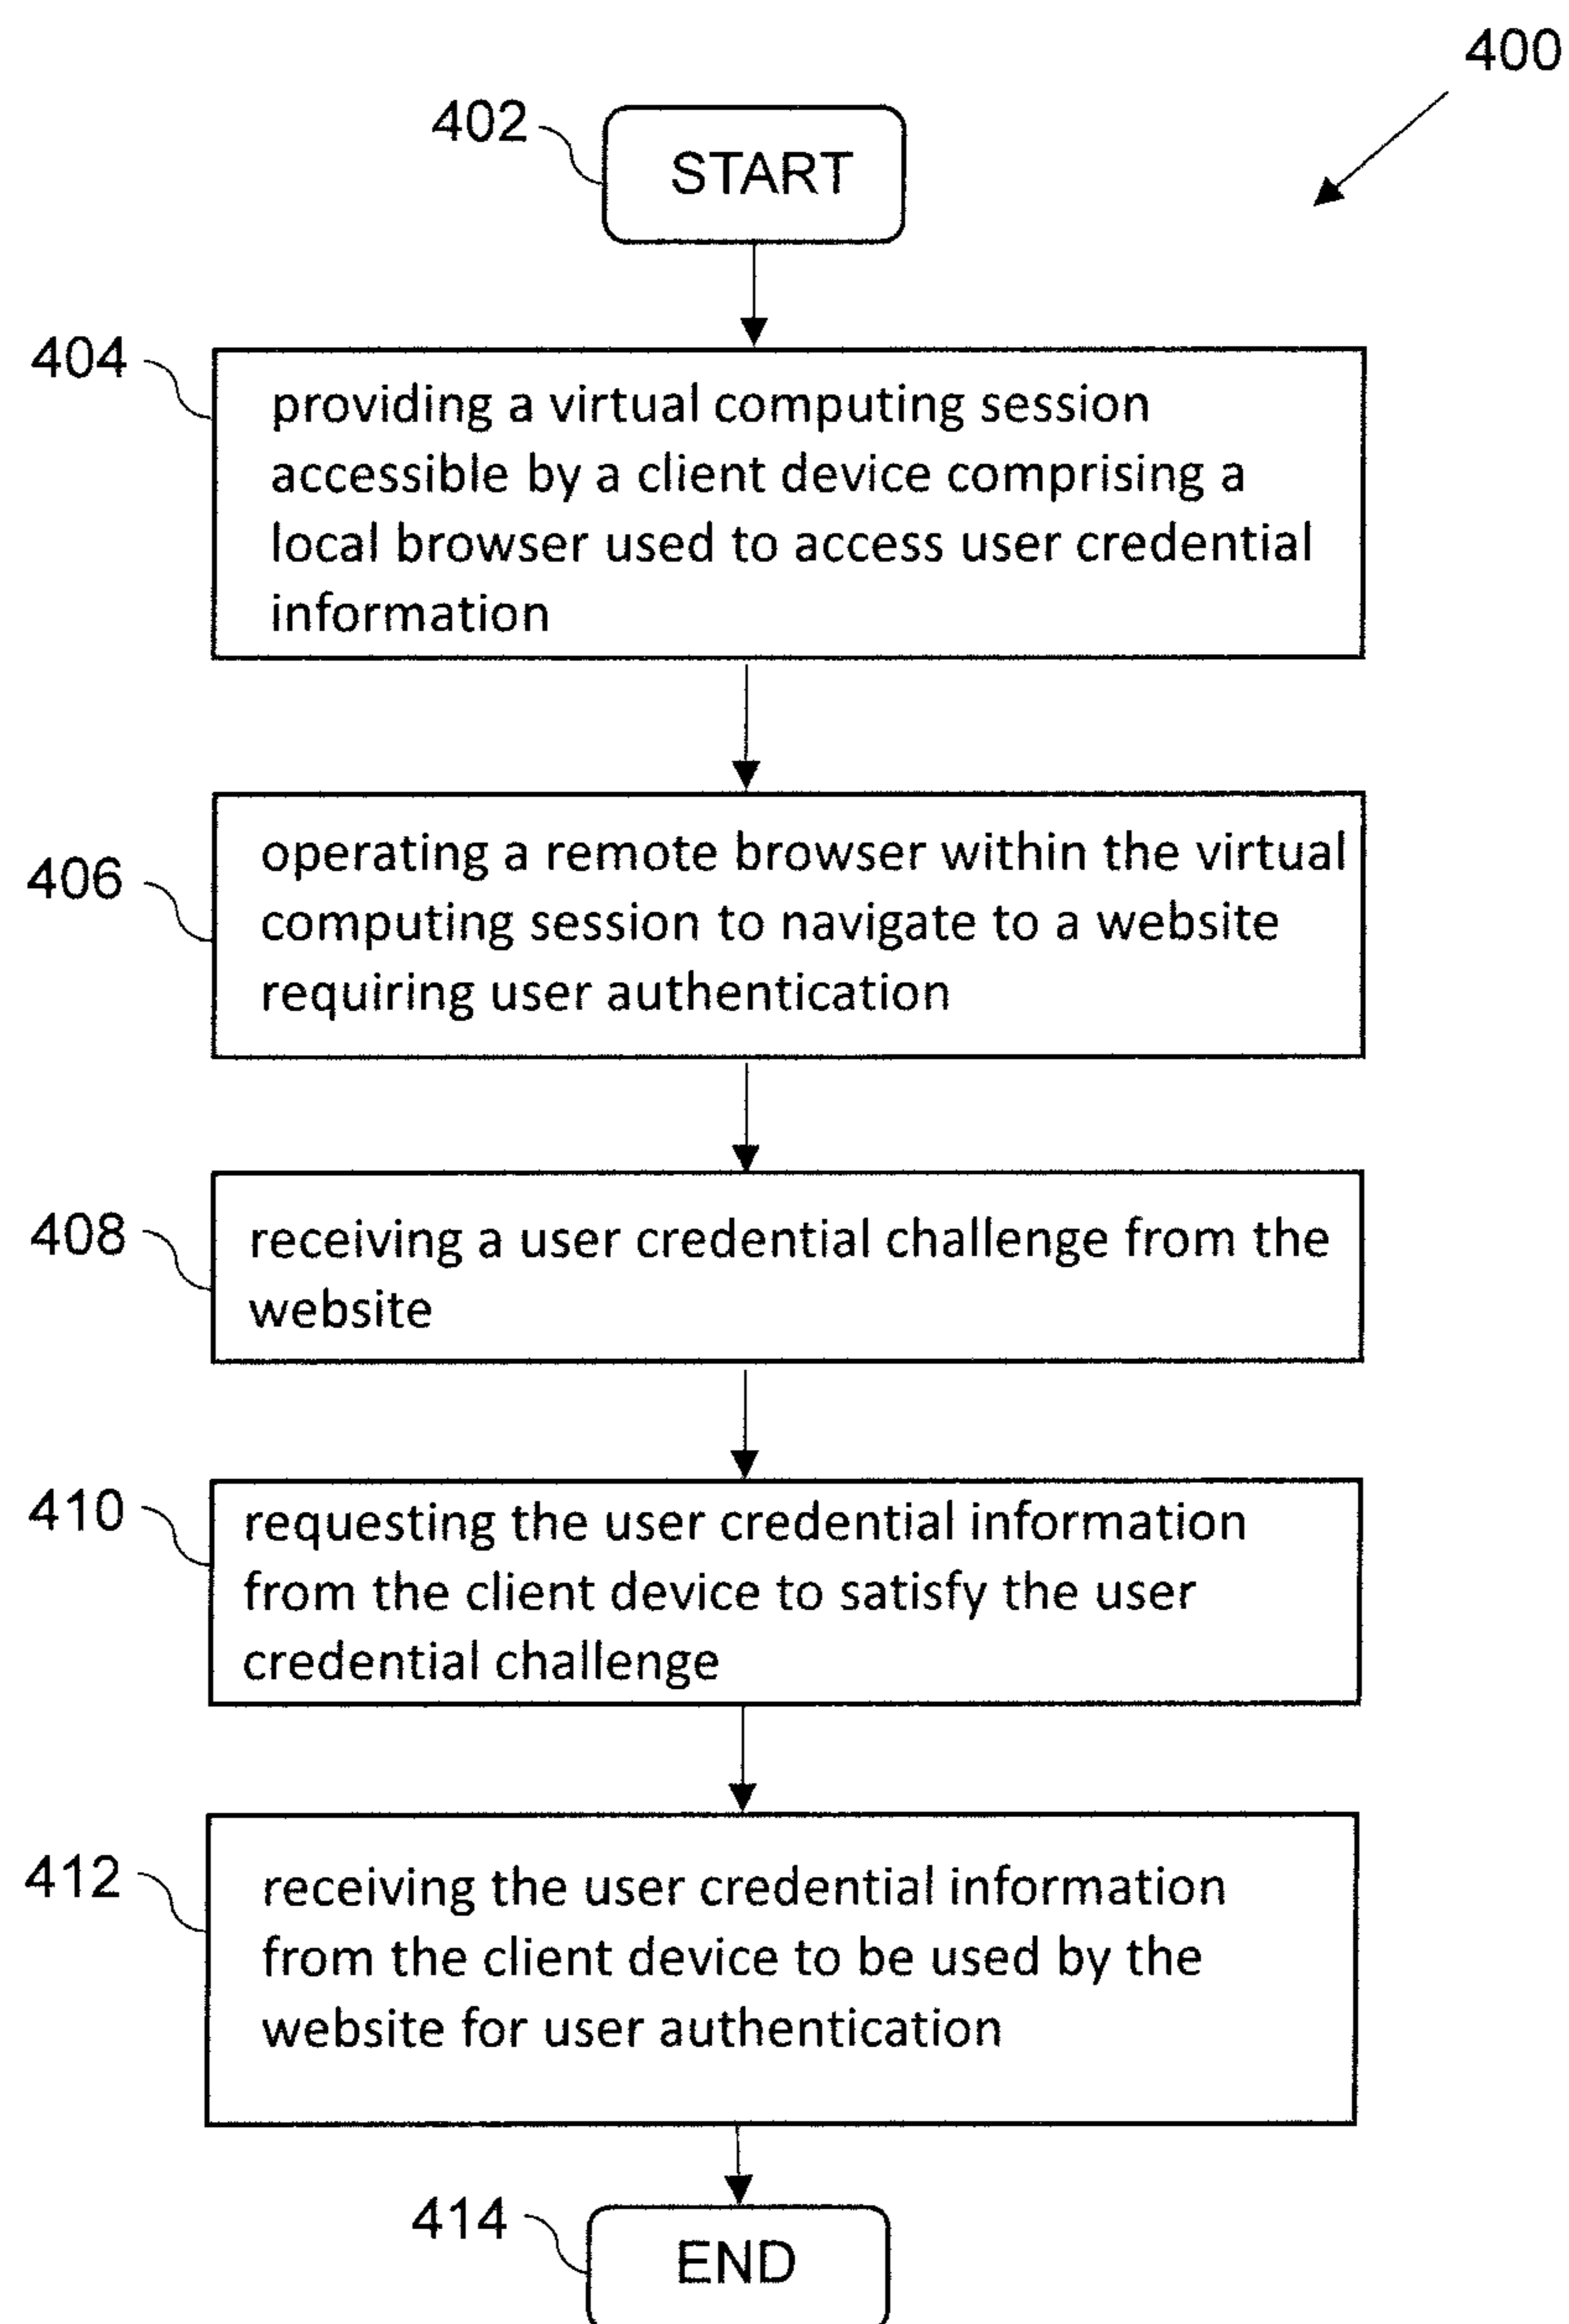 400
402
START
404
providing a virtual computing session
accessible by a client device comprising a
local browser used to access user credential
information
406
operating a remote browser within the virtual
computing session to navigate to a website
requiring user authentication
408
receiving a user credential challenge from the
website
410
requesting the user credential information
from the client device to satisfy the user
credential challenge
412
receiving the user credential information
from the client device to be used by the
website for user authentication
414
END